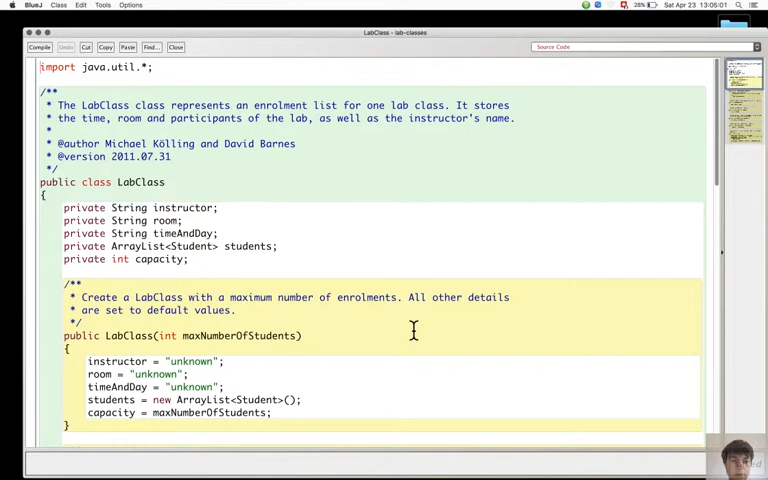 BlueJ Class Edit Tools Options 28% Sat Apr 23 13:05:01
LabClass - lab-classes
Compile Undo Cut Copy Paste Find... Close Source Code
import java.util.*;
/**
* The LabClass class represents an enrolment list for one lab class. It stores
* the time, room and participants of the lab, as well as the instructor's name.
*
* @author Michael Kölling and David Barnes
* @version 2011.07.31
*/
public class LabClass
{
private String instructor;
private String room;
private String timeAndDay;
private ArrayList<Student> students;
private int capacity;
/**
* Create a LabClass with a maximum number of enrolments. All other details
* are set to default values.
*/
public LabClass(int maxNumberOfStudents)
{
instructor = "unknown";
room = "unknown";
timeAndDay = "unknown";
students = new ArrayList<Student>();
capacity = maxNumberOfStudents;
}